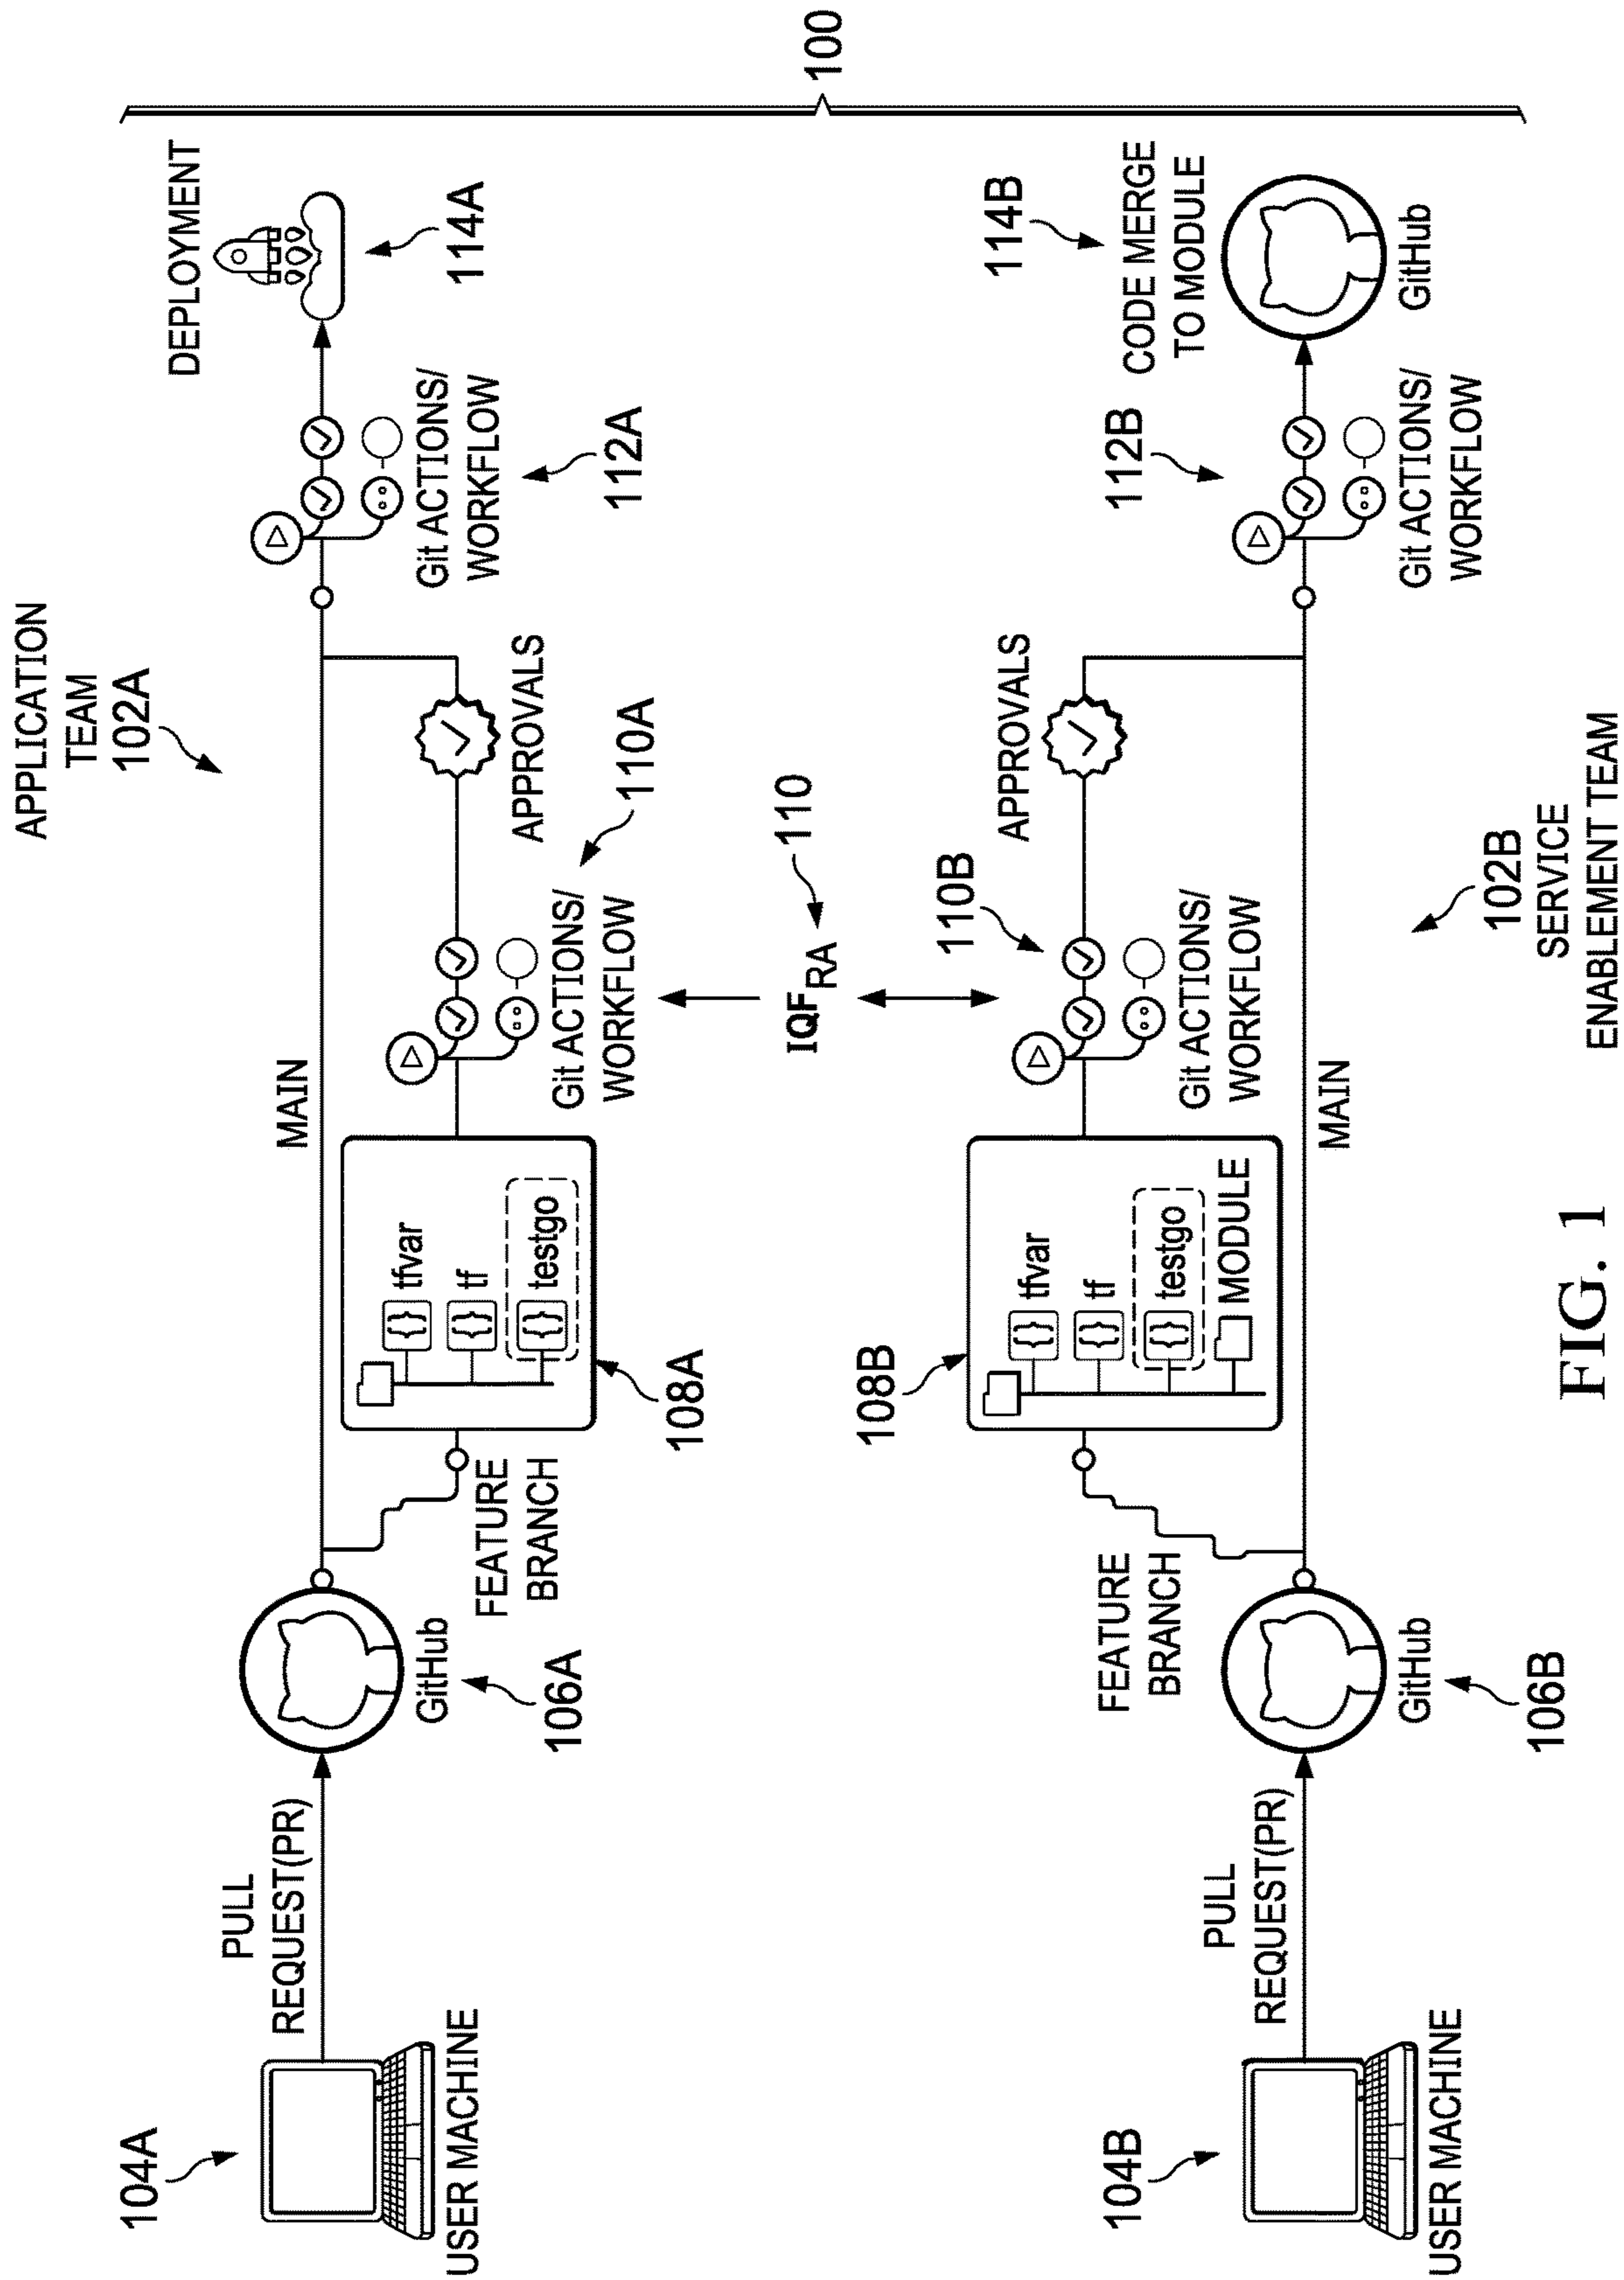 APPLICATION
TEAM
102A
104A
USER MACHINE
PULL
REQUEST(PR)
GitHub
106A
FEATURE
BRANCH
MAIN
tfvar
tf
testgo
108A
Git ACTIONS/
WORKFLOW
110A
APPROVALS
Git ACTIONS/
WORKFLOW
112A
DEPLOYMENT
114A
IQFRA
110
100
104B
USER MACHINE
PULL
REQUEST(PR)
GitHub
106B
FEATURE
BRANCH
108B
tfvar
tf
testgo
MODULE
MAIN
110B
Git ACTIONS/
WORKFLOW
APPROVALS
112B
Git ACTIONS/
WORKFLOW
114B
CODE MERGE
TO MODULE
GitHub
102B
SERVICE
ENABLEMENT TEAM
FIG. 1